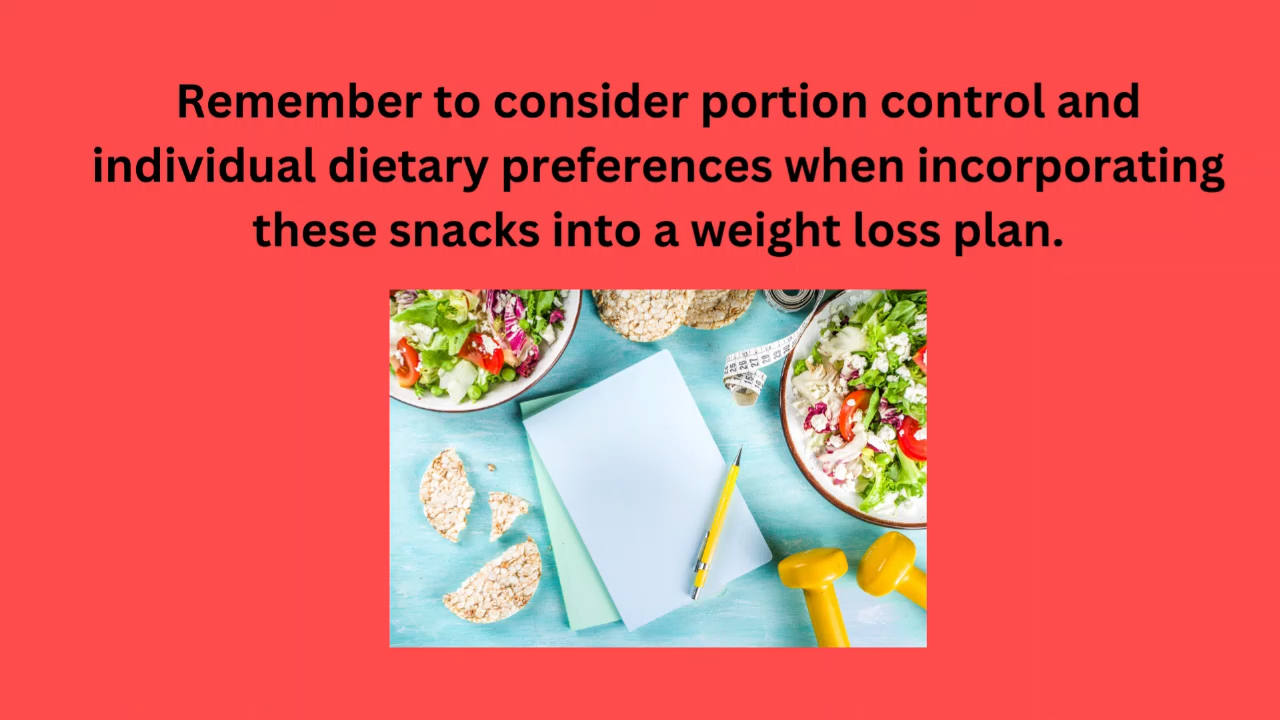 Remember to consider portion control and
individual dietary preferences when incorporating
these snacks into a weight loss plan.